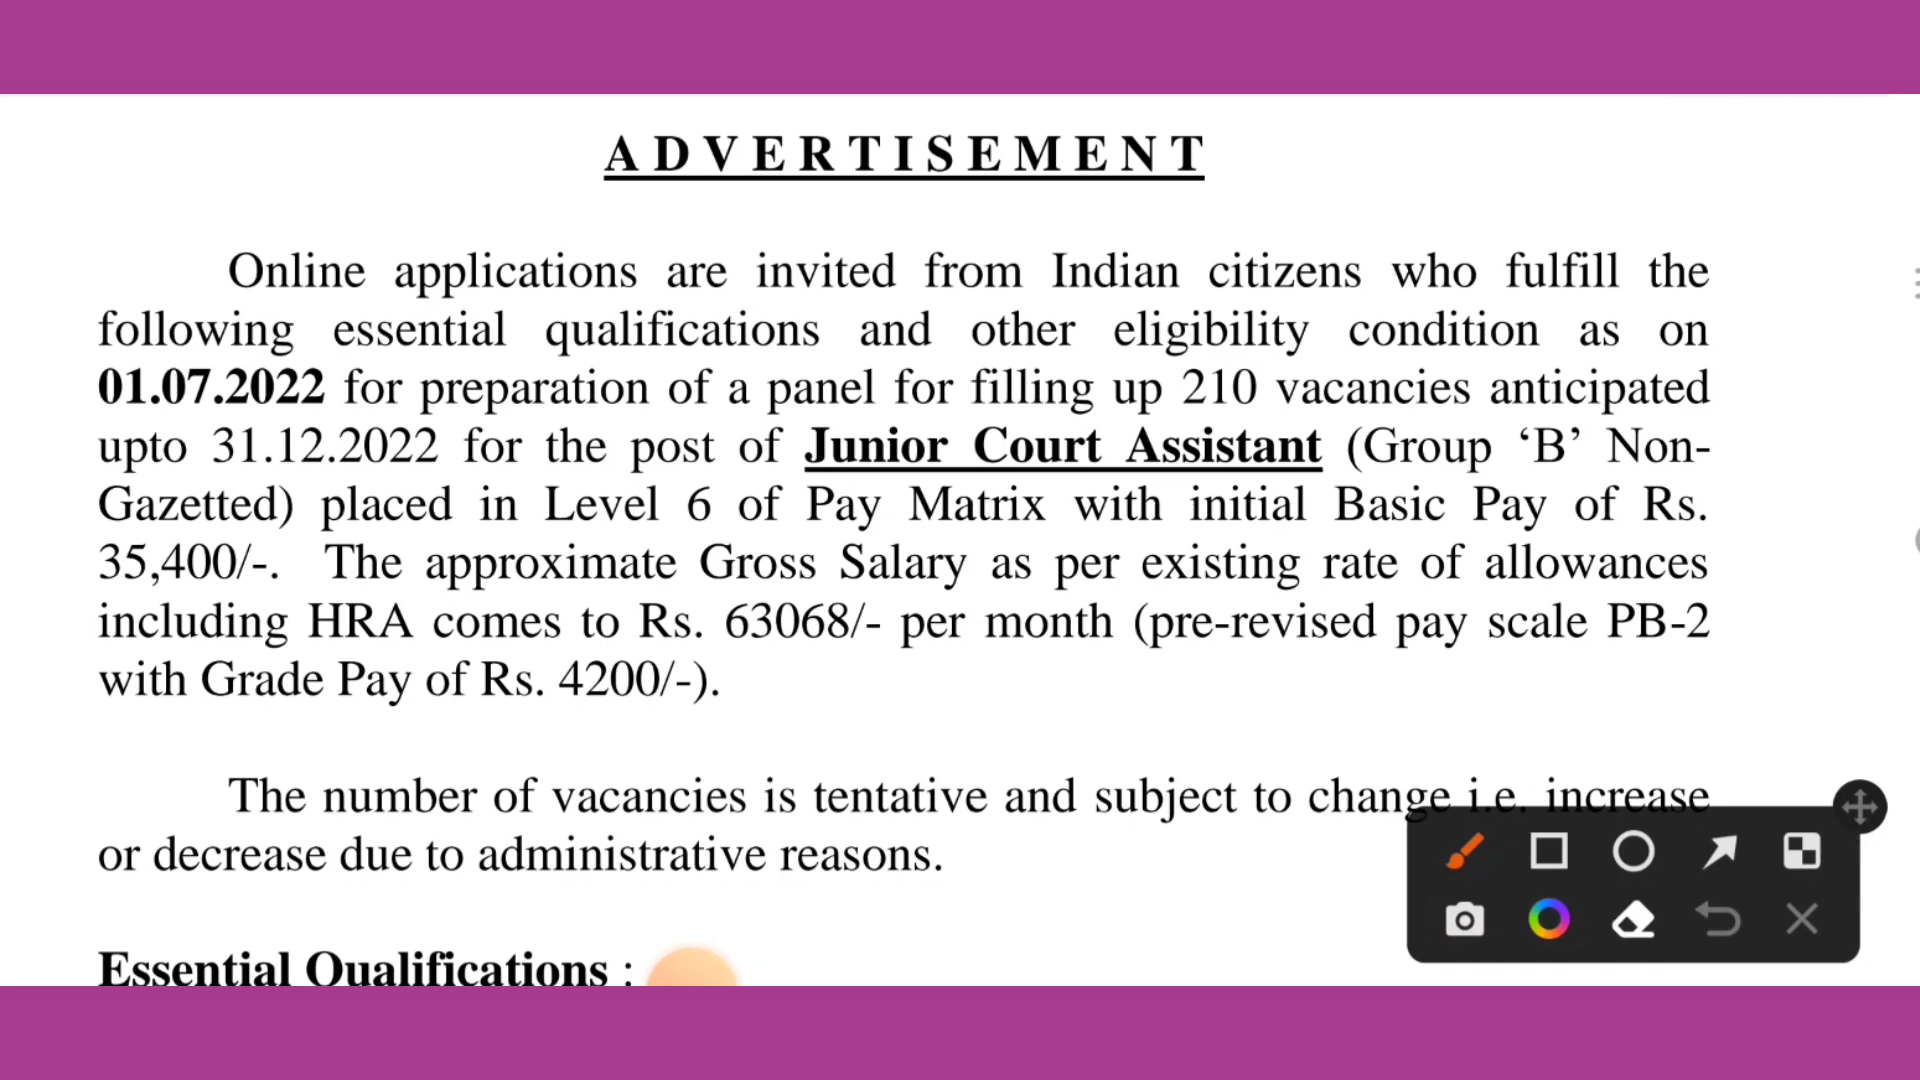 ADVERTISEMENT
Online applications are invited from Indian citizens who fulfill the
following essential qualifications and other eligibility condition as on
01.07.2022 for preparation of a panel for filling up 210 vacancies anticipated
upto 31.12.2022 for the post of Junior Court Assistant (Group ‘B’ Non-
Gazetted) placed in Level 6 of Pay Matrix with initial Basic Pay of Rs.
35,400/-. The approximate Gross Salary as per existing rate of allowances
including HRA comes to Rs. 63068/- per month (pre-revised pay scale PB-2
with Grade Pay of Rs. 4200/-).
The number of vacancies is tentative and subject to change i.e. increase
or decrease due to administrative reasons.
Essential Qualifications :